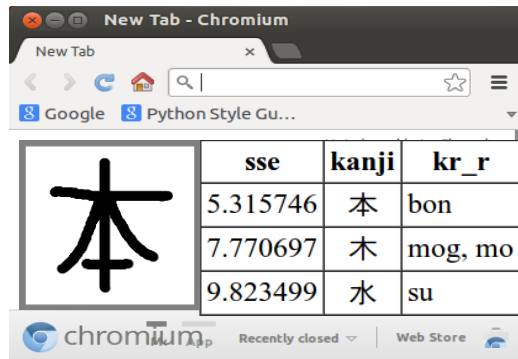 New Tab - Chromium
New Tab
Google Python Style Gu...
本
sse kanji kr_r
5.315746 本 bon
7.770697 木 mog, mo
9.823499 水 su
chromium App Recently closed Web Store